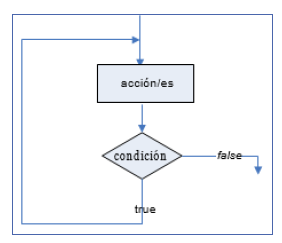 acción/es
condición
false
true